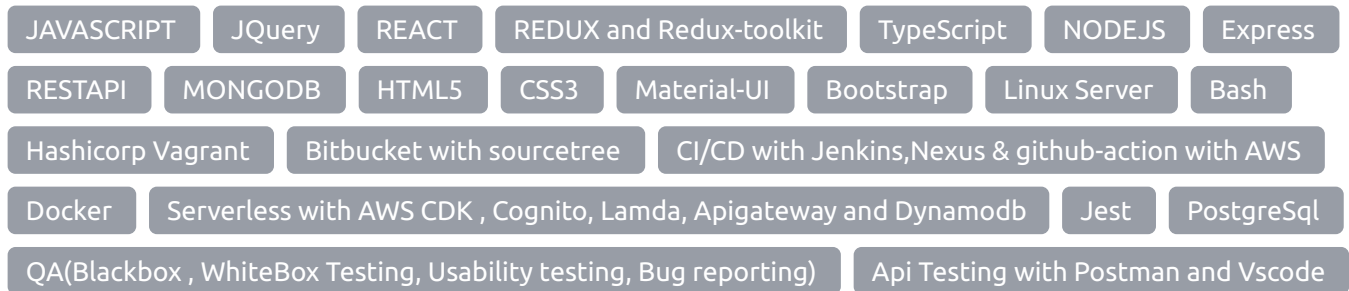 JAVASCRIPT JQuery REACT REDUX and Redux-toolkit TypeScript NODEJS Express
RESTAPI MONGODB HTML5 CSS3 Material-UI Bootstrap Linux Server Bash
Hashicorp Vagrant Bitbucket with sourcetree CI/CD with Jenkins,Nexus & github-action with AWS
Docker Serverless with AWS CDK , Cognito, Lamda, Apigateway and Dynamodb Jest PostgreSql
QA(Blackbox , WhiteBox Testing, Usability testing, Bug reporting) Api Testing with Postman and Vscode